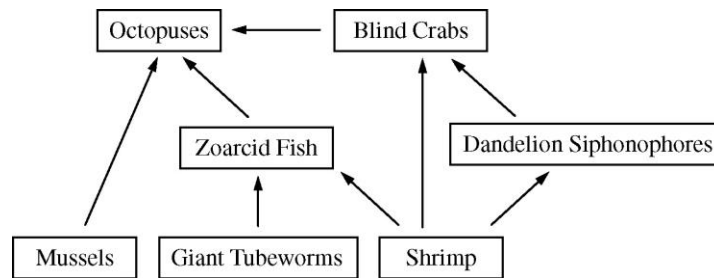 Octopuses
Blind Crabs
Zoarcid Fish
Dandelion Siphonophores
Mussels
Giant Tubeworms
Shrimp